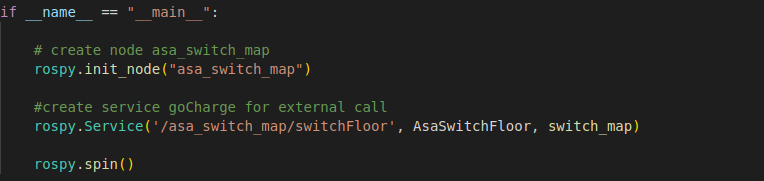 if __name__ == "__main__":
# create node asa_switch_map
rospy.init_node("asa_switch_map")
#create service goCharge for external call
rospy.Service('/asa_switch_map/switchFloor', AsaSwitchFloor, switch_map)
rospy.spin()